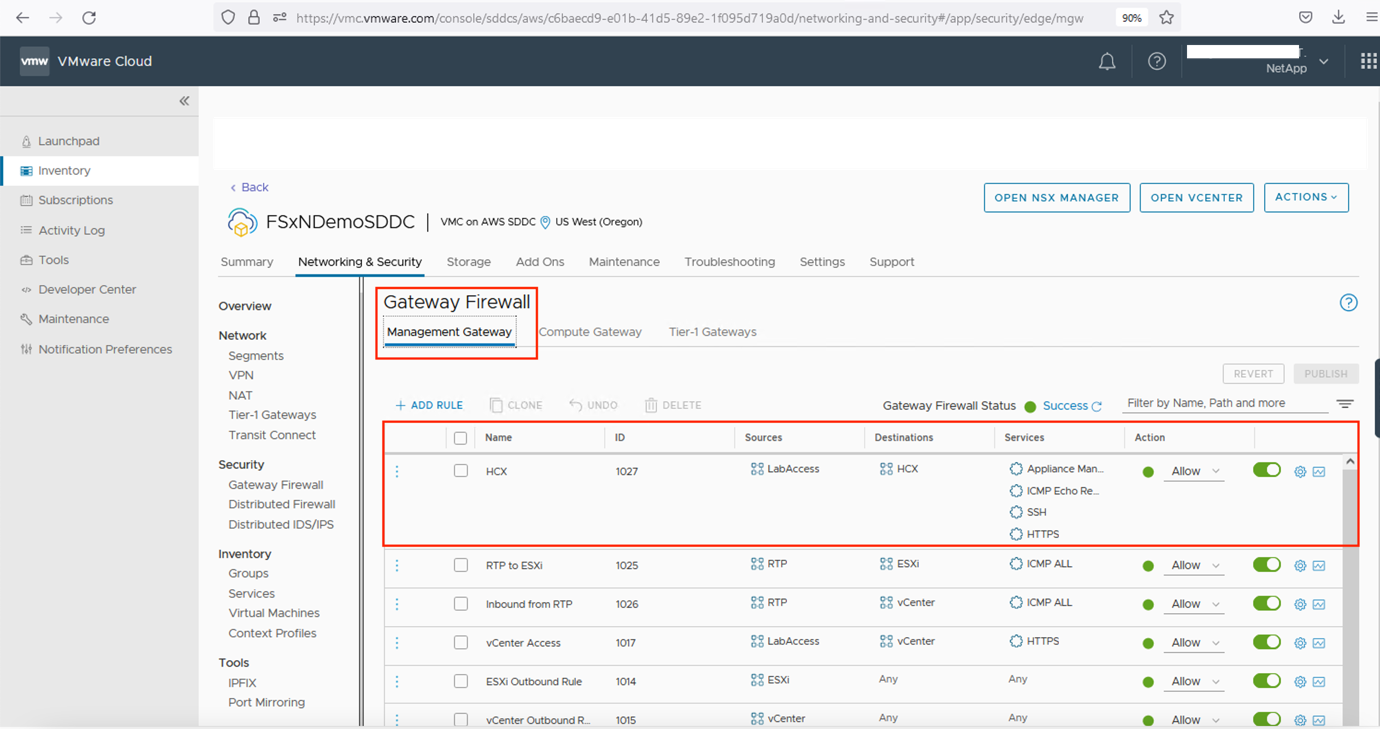 https://vmc.vmware.com/console/sddcs/aws/c6baecd9-e01b-41d5-89e2-1f095d719a0d/networking-and-security#/app/security/edge/mgw 90%
vmw VMware Cloud
NetApp
Launchpad
Inventory
Subscriptions
Activity Log
Tools
Developer Center
Maintenance
Notification Preferences
Back
OPEN NSX MANAGER OPEN VCENTER ACTIONS
FSxNDemoSDDC VMC on AWS SDDC US West (Oregon)
Summary Networking & Security Storage Add Ons Maintenance Troubleshooting Settings Support
Overview
Network
Segments
VPN
NAT
Tier-1 Gateways
Transit Connect
Security
Gateway Firewall
Distributed Firewall
Distributed IDS/IPS
Inventory
Groups
Services
Virtual Machines
Context Profiles
Tools
IPFIX
Port Mirroring
Gateway Firewall
Management Gateway Compute Gateway Tier-1 Gateways
REVERT PUBLISH
+ ADD RULE CLONE UNDO DELETE Gateway Firewall Status Success Filter by Name, Path and more
Name ID Sources Destinations Services Action
HCX 1027 LabAccess HCX Appliance Man... Allow
ICMP Echo Re...
SSH
HTTPS
RTP to ESXi 1025 RTP ESXi ICMP ALL Allow
Inbound from RTP 1026 RTP vCenter ICMP ALL Allow
vCenter Access 1017 LabAccess vCenter HTTPS Allow
ESXi Outbound Rule 1014 ESXi Any Any Allow
vCenter Outbound R... 1015 vCenter Any Any Allow